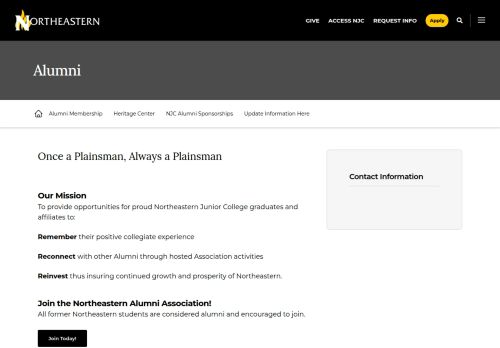 NORTHEASTERN
GIVE
ACCESS NJC
REQUEST INFO
Apply
Alumni
Alumni Membership
Heritage Center
NJC Alumni Sponsorships
Update Information Here
Once a Plainsman, Always a Plainsman
Contact Information
Our Mission
To provide opportunities for proud Northeastern Junior College graduates and
affiliates to:
Remember their positive collegiate experience
Reconnect with other Alumni through hosted Association activities
Reinvest thus insuring continued growth and prosperity of Northeastern.
Join the Northeastern Alumni Association!
All former Northeastern students are considered alumni and encouraged to join.
Join Today!